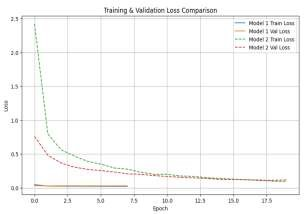 Training & Validation Loss Comparison
2.5
2.0
1.5
1.0
0.5
0.0
Loss
Model 1 Train Loss
Model 1 Val Loss
Model 2 Train Loss
Model 2 Val Loss
0.0 2.5 5.0 7.5 10.0 12.5 15.0 17.5
Epoch